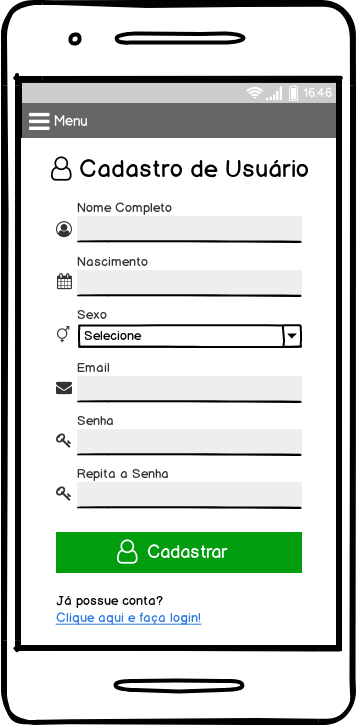 16:46
Menu
Cadastro de Usuário
Nome Completo
Nascimento
Sexo
Selecione
Email
Senha
Repita a Senha
Cadastrar
Já possue conta?
Clique aqui e faça login!